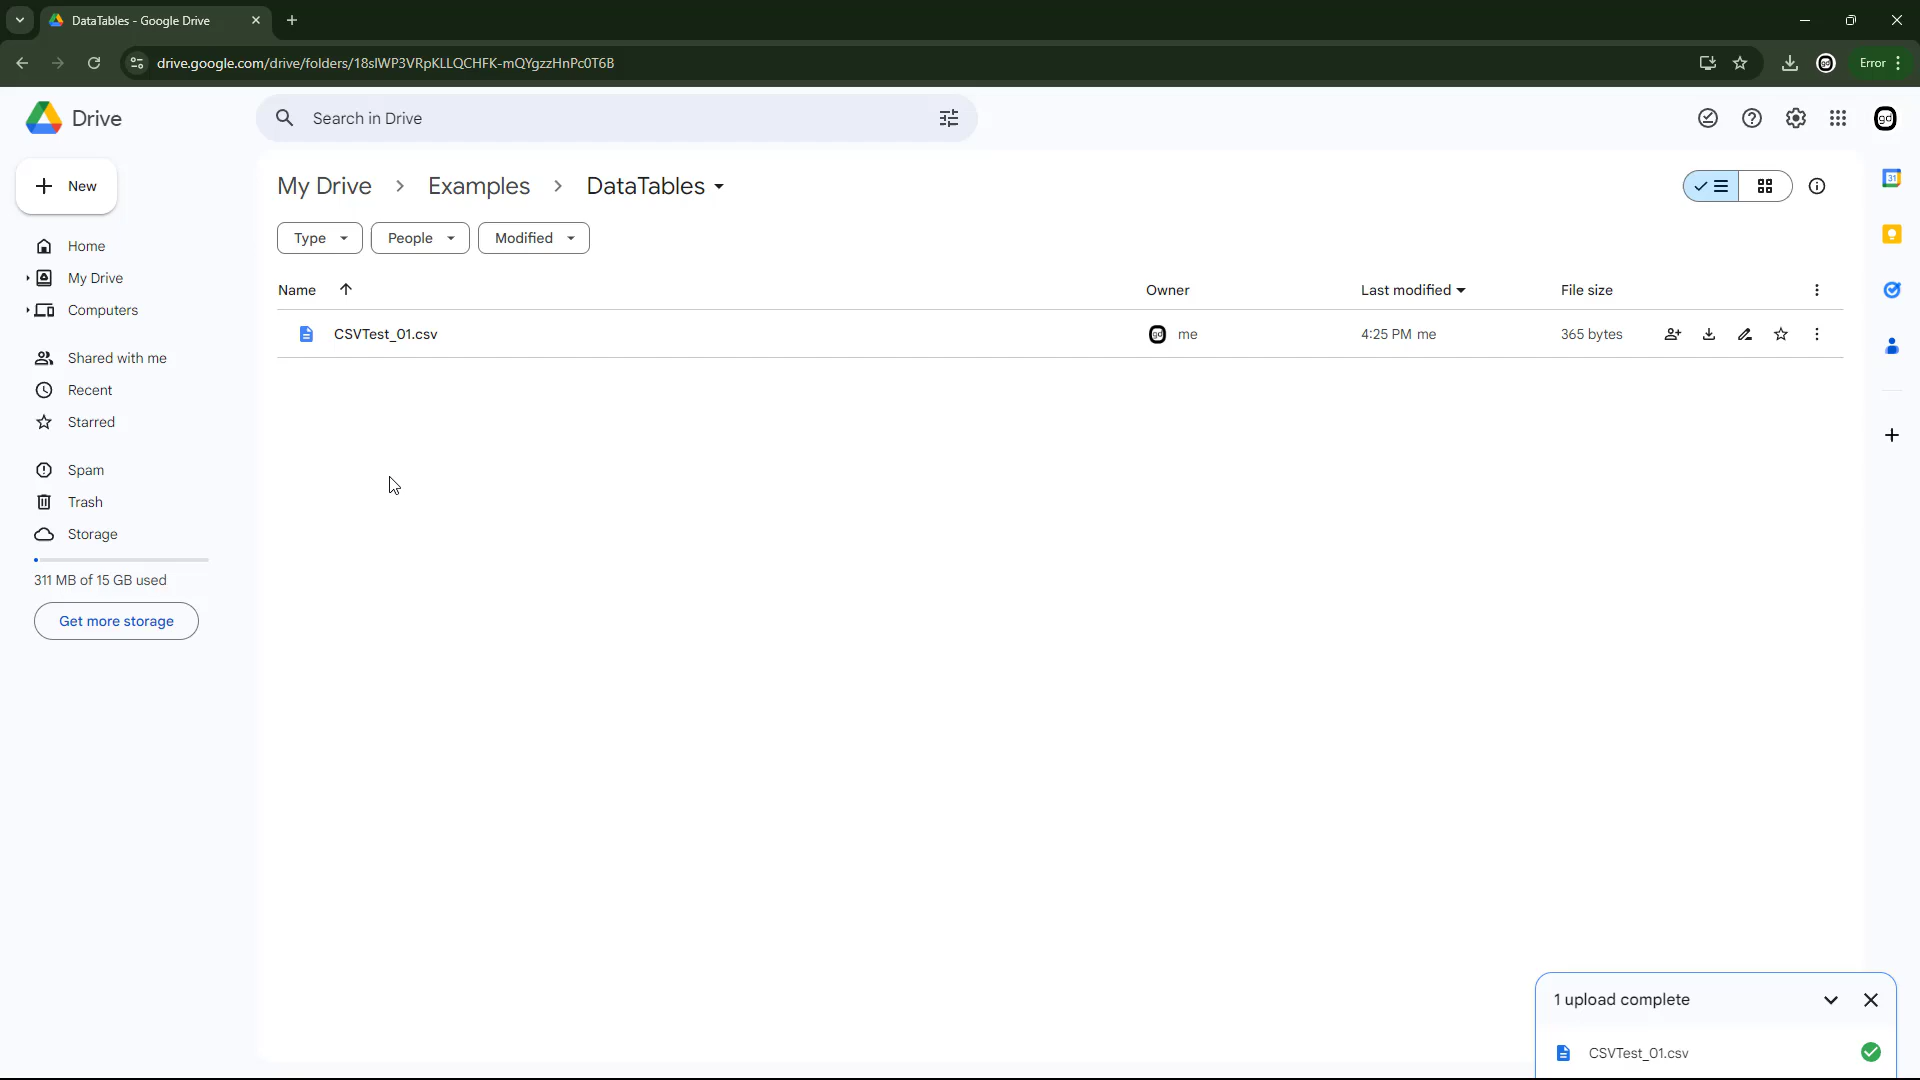 DataTables - Google Drive
drive.google.com/drive/folders/18slWP3VRpKLLQCHFK-mQYgzzHnPc0T6B
Error
Drive
Search in Drive
gd
New
My Drive
Examples
DataTables
Type
People
Modified
Home
My Drive
Computers
Name
Owner
Last modified
File size
CSVTest_01.csv
gd
me
4:25 PM me
365 bytes
Shared with me
Recent
Starred
Spam
Trash
Storage
311 MB of 15 GB used
Get more storage
31
1 upload complete
CSVTest_01.csv